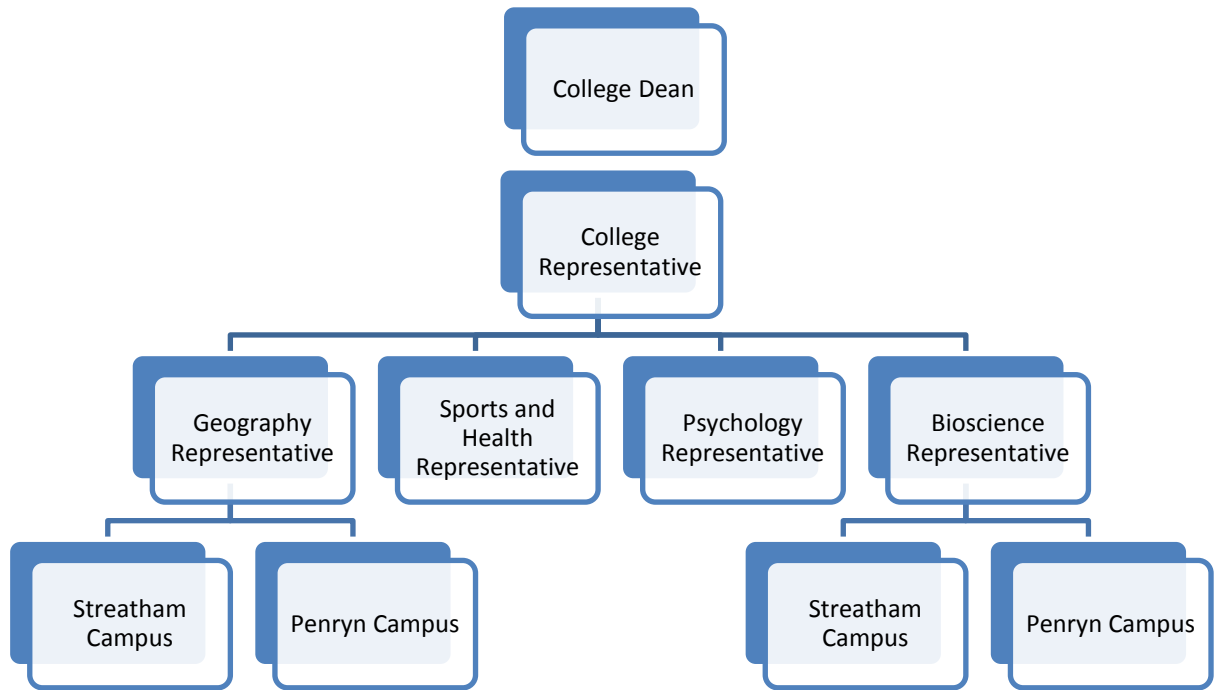 College Dean
College
Representative
Geography
Representative
Sports and
Health
Representative
Psychology
Representative
Bioscience
Representative
Streatham
Campus
Penryn Campus
Streatham
Campus
Penryn Campus